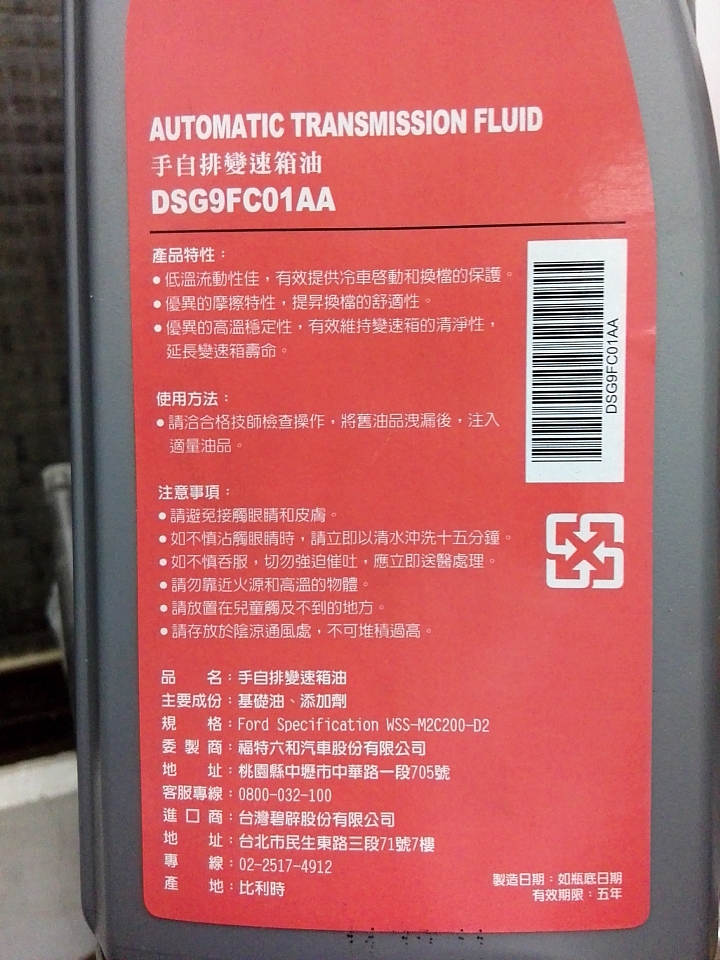 AUTOMATIC TRANSMISSION FLUID
手自排變速箱油
DSG9FC01AA
產品特性：
●低溫流動性佳，有效提供冷車啓動和換檔的保護。
●優異的摩擦特性，提昇換檔的舒適性。
●優異的高溫穩定性，有效維持變速箱的清淨性，
延長變速箱壽命。
DSG9FC01AA
使用方法：
●請洽合格技師檢查操作，將舊油品洩漏後，注入
適量油品。
注意事項：
●請避免接觸眼睛和皮膚。
●如不慎沾觸眼睛時，請立即以清水沖洗十五分鐘。
●如不慎吞服，切勿強迫催吐，應立即送醫處理。
●請勿靠近火源和高溫的物體。
●請放置在兒童觸及不到的地方。
●請存放於陰涼通風處，不可堆積過高。
品名：手自排變速箱油
主要成份：基礎油、添加劑
規格：Ford Specification WSS-M2C200-D2
委製商：福特六和汽車股份有限公司
地址：桃園縣中壢市中華路一段705號
客服專線：0800-032-100
進口商：台灣碧辟股份有限公司
地址：台北市民生東路三段71號7樓
專線：02-2517-4912
產地：比利時
製造日期：如瓶底日期
有效期限：五年